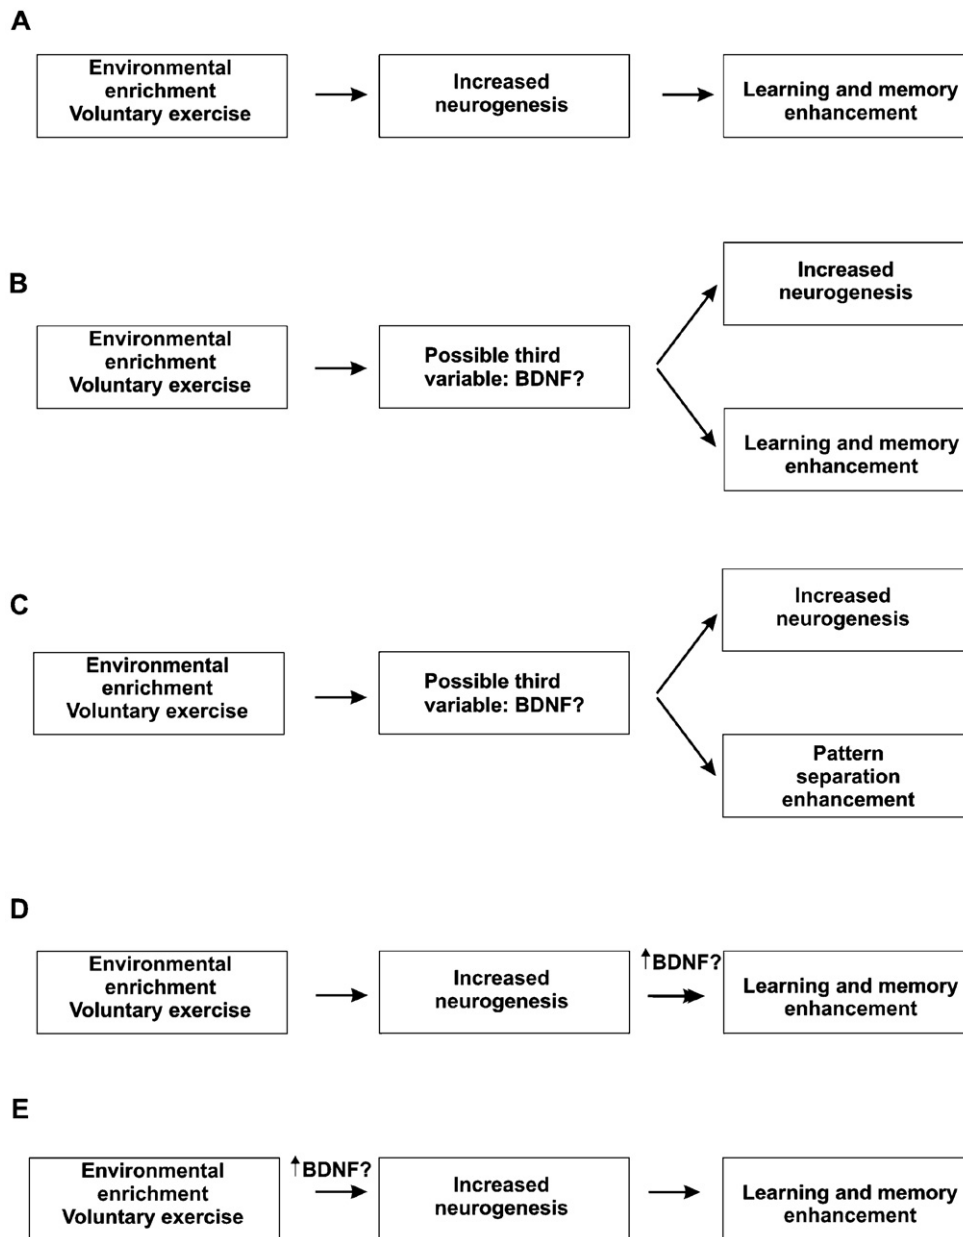 A
Environmental
enrichment
Voluntary exercise
Increased
neurogenesis
Learning and memory
enhancement
B
Environmental
enrichment
Voluntary exercise
Possible third
variable: BDNF?
Increased
neurogenesis
Learning and memory
enhancement
C
Environmental
enrichment
Voluntary exercise
Possible third
variable: BDNF?
Increased
neurogenesis
Pattern
separation
enhancement
D
Environmental
enrichment
Voluntary exercise
Increased
neurogenesis
↑BDNF?
Learning and memory
enhancement
E
Environmental
enrichment
Voluntary exercise
↑BDNF?
Increased
neurogenesis
Learning and memory
enhancement